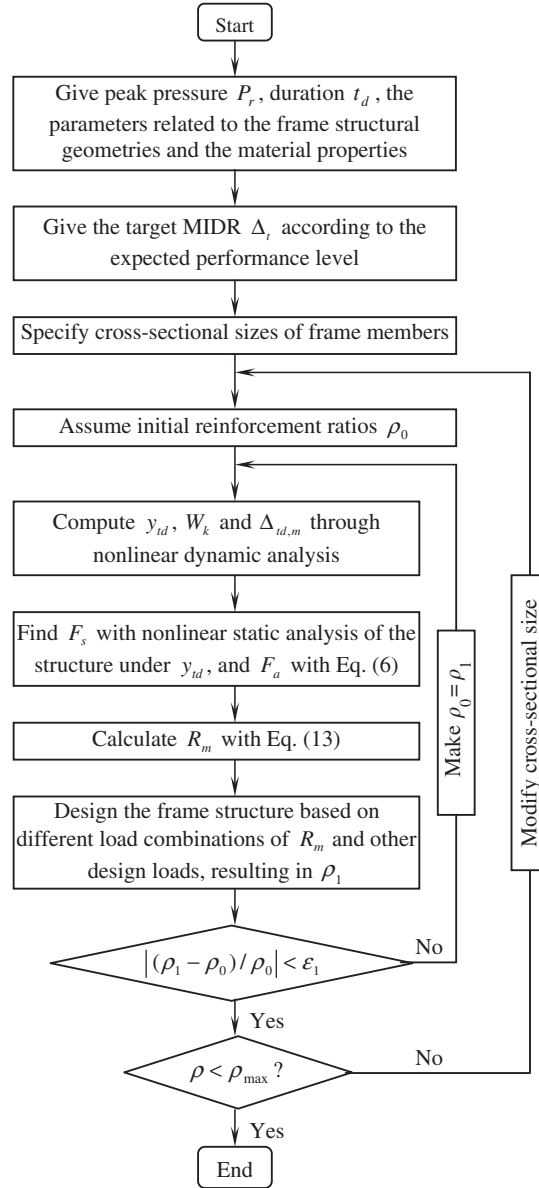 Start
Give peak pressure P_r, duration t_d, the
parameters related to the frame structural
geometries and the material properties
Give the target MIDR Δ_t according to the
expected performance level
Specify cross-sectional sizes of frame members
Assume initial reinforcement ratios ρ_0
Compute y_td, W_k and Δ_td,m through
nonlinear dynamic analysis
Find F_s with nonlinear static analysis of the
structure under y_td, and F_a with Eq. (6)
Calculate R_m with Eq. (13)
Design the frame structure based on
different load combinations of R_m and other
design loads, resulting in ρ_1
|(ρ_1 − ρ_0) / ρ_0| < ε_1
No
Make ρ_0 = ρ_1
Yes
ρ < ρ_max ?
No
Modify cross-sectional size
Yes
End